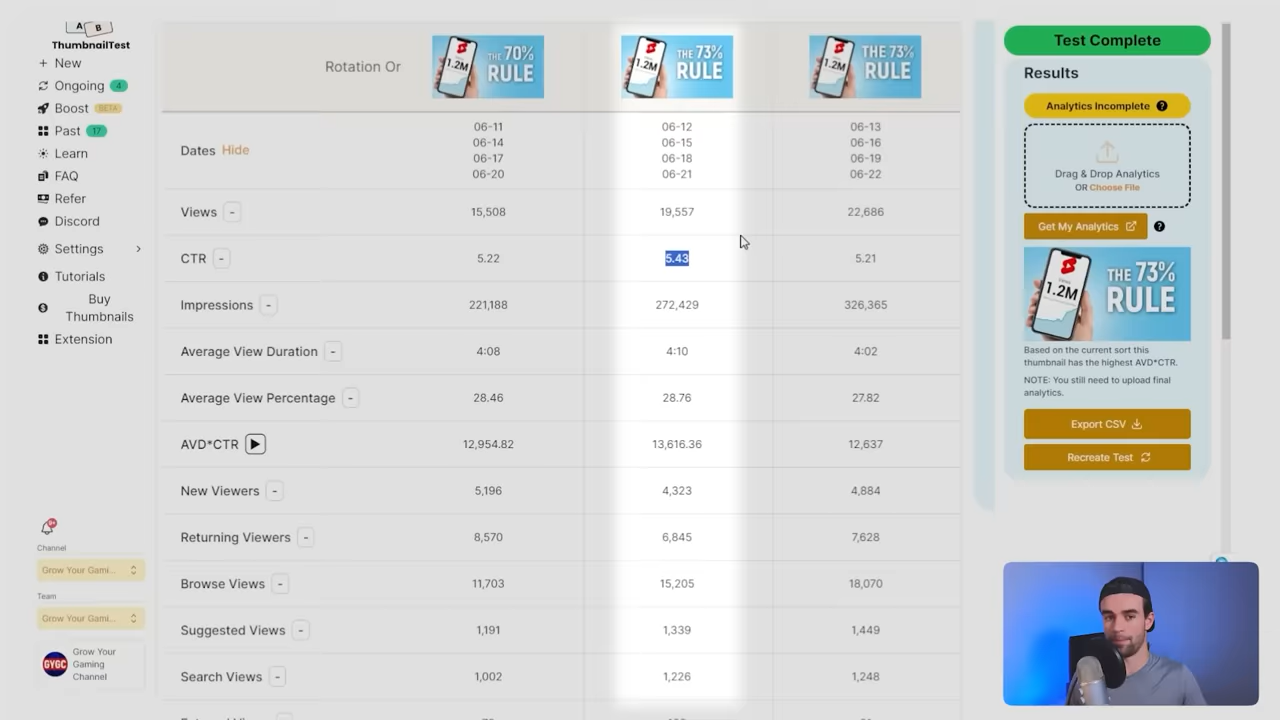 A B
ThumbnailTest
New
Ongoing 4
Boost BETA
Past 17
Learn
FAQ
Refer
Discord
Settings
Tutorials
Buy
Thumbnails
Extension
9+
Channel
Grow Your Gami...
Team
Grow Your Gami...
GYGC
Grow Your
Gaming
Channel
Rotation Or
1.2M
THE 70%
RULE
1.2M
THE 73%
RULE
1.2M
THE 73%
RULE
Dates Hide
06-11 06-12 06-13
06-14 06-15 06-16
06-17 06-18 06-19
06-20 06-21 06-22
Views - 15,508 19,557 22,686
CTR - 5.22 5.43 5.21
Impressions - 221,188 272,429 326,365
Average View Duration - 4:08 4:10 4:02
Average View Percentage - 28.46 28.76 27.82
AVD*CTR 12,954.82 13,616.36 12,637
New Viewers - 5,196 4,323 4,884
Returning Viewers - 8,570 6,845 7,628
Browse Views - 11,703 15,205 18,070
Suggested Views - 1,191 1,339 1,449
Search Views - 1,002 1,226 1,248
Test Complete
Results
Analytics Incomplete ?
Drag & Drop Analytics
OR Choose File
Get My Analytics ?
1.2M
THE 73%
RULE
Based on the current sort this
thumbnail has the highest AVD*CTR.
NOTE: You still need to upload final
analytics.
Export CSV
Recreate Test